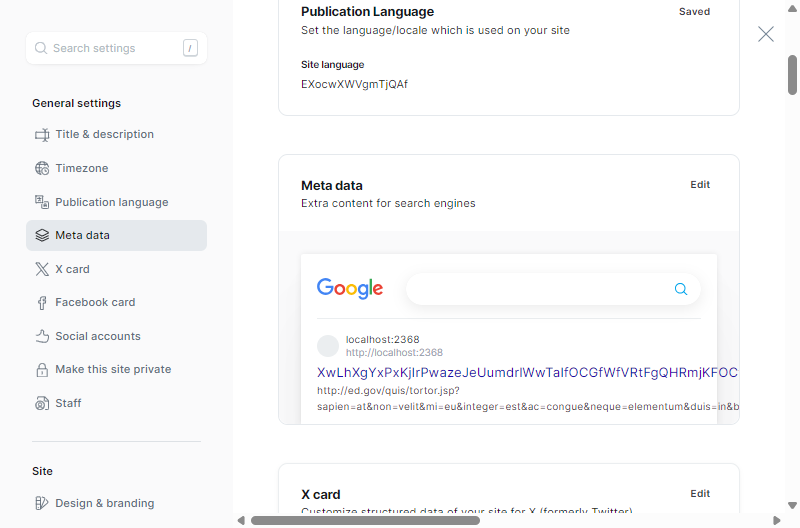 Search settings
/
General settings
Title & description
Timezone
Publication language
Meta data
X card
Facebook card
Social accounts
Make this site private
Staff
Site
Design & branding
Publication Language
Saved
Set the language/locale which is used on your site
Site language
EXocwXWVgmTjQAf
Meta data
Edit
Extra content for search engines
Google
localhost:2368
http://localhost:2368
http://ed.gov/quis/tortor.jsp?
sapien=at&non=velit&mi=eu&integer=est&ac=congue&neque=elementum&duis=in&b
X card
Edit
Customize structured data of your site for X (formerly Twitter)